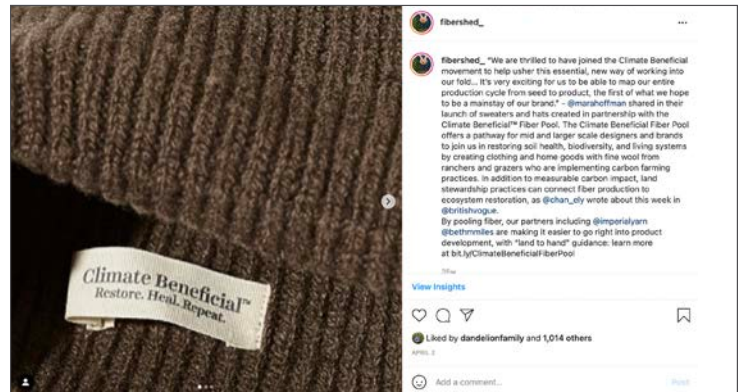 Climate Beneficial™
Restore. Heal. Repeat.
fibershed_
fibershed_ "We are thrilled to have joined the Climate Beneficial
movement to help usher this essential, new way of working into
our fold... It's very exciting for us to be able to map our entire
production cycle from seed to product, the first of what we hope
to be a mainstay of our brand." - @marahoffman shared in their
launch of sweaters and hats created in partnership with the
Climate Beneficial™ Fiber Pool. The Climate Beneficial Fiber Pool
offers a pathway for mid and larger scale designers and brands
to join us in restoring soil health, biodiversity, and living systems
by creating clothing and home goods with fine wool from
ranchers and grazers who are implementing carbon farming
practices. In addition to measurable carbon impact, land
stewardship practices can connect fiber production to
ecosystem restoration, as @chan_ely wrote about this week in
@britishvogue.
By pooling fiber, our partners including @imperialyarn
@bethmmiles are making it easier to go right into product
development, with "land to hand" guidance: learn more
at bit.ly/ClimateBeneficialFiberPool
View Insights
Liked by dandelionfamily and 1,014 others
APRIL 2
Add a comment...
Post